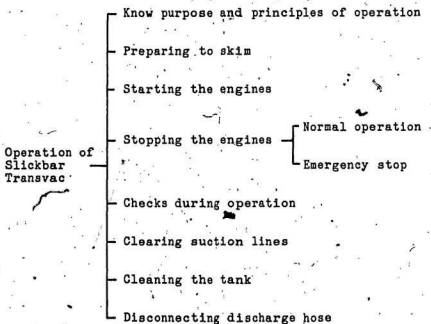 Know purpose and principles of operation
Preparing to skim
Starting the engines
Stopping the engines
Normal operation
Emergency stop
Operation of
Slickbar
Transvac
Checks during operation
Clearing suction lines
Cleaning the tank
Disconnecting discharge hose